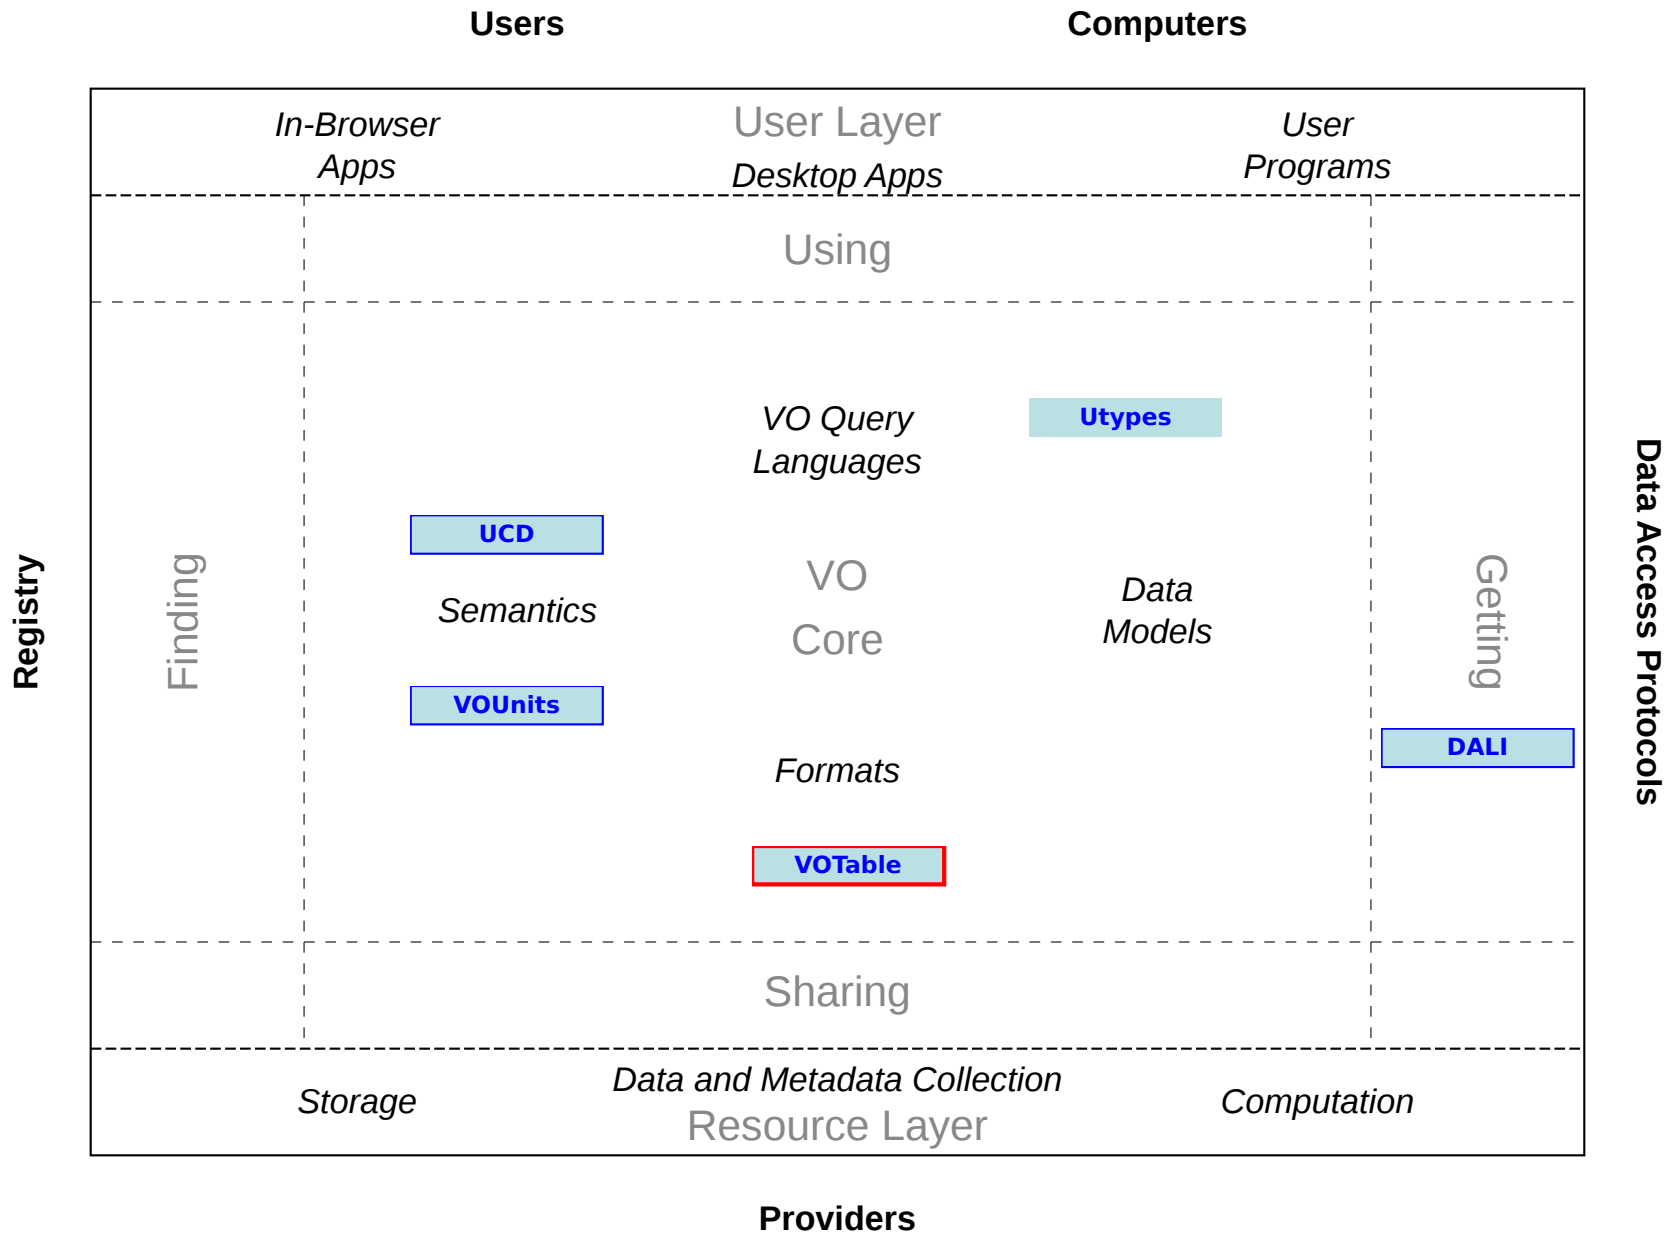 Users
Computers
In-Browser
Apps
User Layer
Desktop Apps
User
Programs
Using
VO Query
Languages
Utypes
UCD
Semantics
VOUnits
VO
Core
Data
Models
Registry
Finding
Gettting
Data Access Protocols
DALI
Formats
VOTable
Sharing
Storage
Data and Metadata Collection
Resource Layer
Computation
Providers